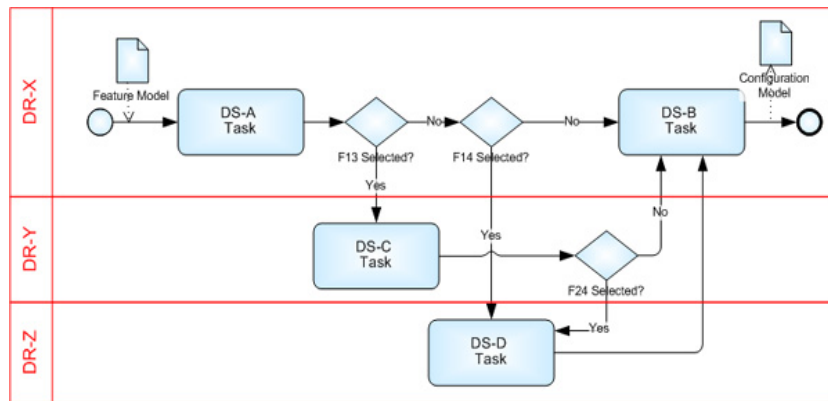 DR-X
Feature Model
DS-A
Task
F13 Selected?
No
Yes
F14 Selected?
No
Yes
DS-B
Task
Configuration
Model
DR-Y
DS-C
Task
F24 Selected?
No
Yes
DR-Z
DS-D
Task